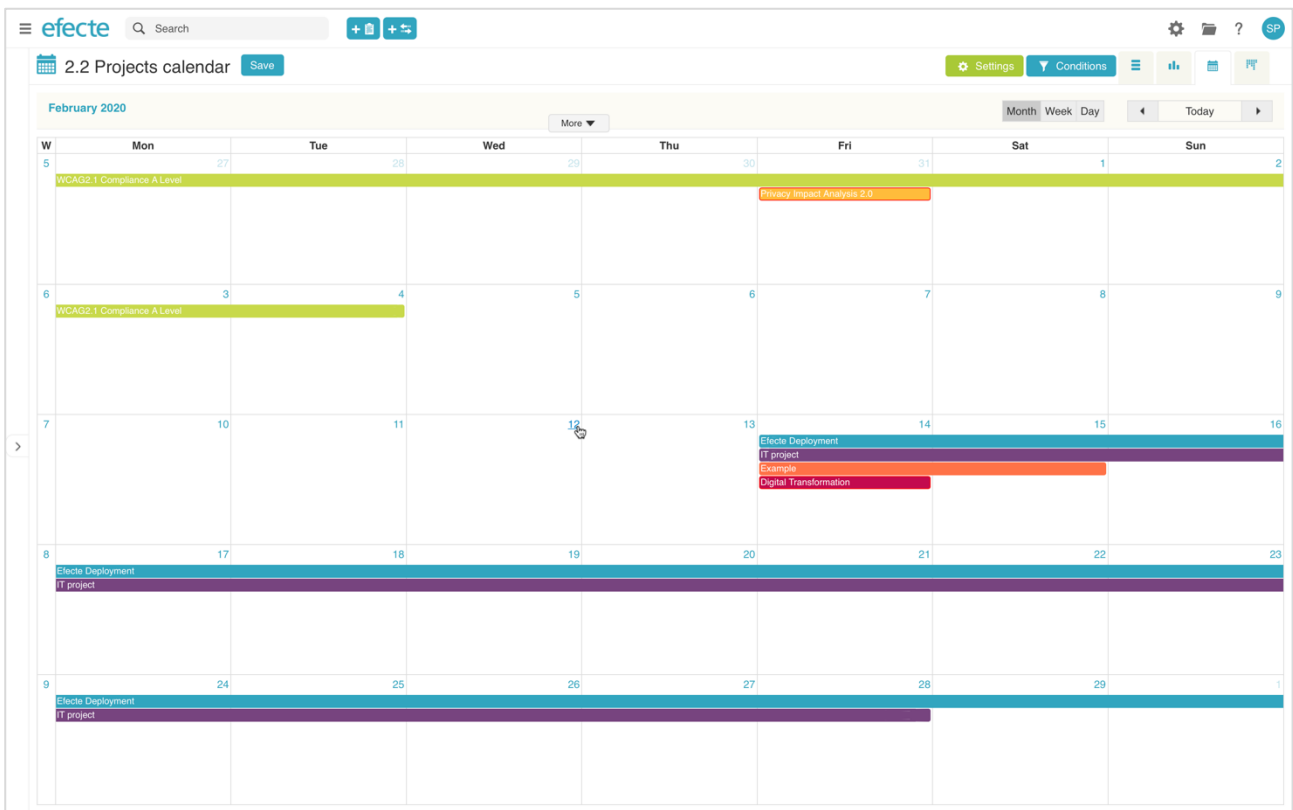 efecte Search + + ? SP
2.2 Projects calendar Save Settings Conditions
February 2020 Month Week Day Today
More
W Mon Tue Wed Thu Fri Sat Sun
5 27 28 29 30 31 1 2
WCAG2.1 Compliance A Level
Privacy Impact Analysis 2.0
6 3 4 5 6 7 8 9
WCAG2.1 Compliance A Level
7 10 11 12 13 14 15 16
Efecte Deployment
IT project
Example
Digital Transformation
8 17 18 19 20 21 22 23
Efecte Deployment
IT project
9 24 25 26 27 28 29 1
Efecte Deployment
IT project